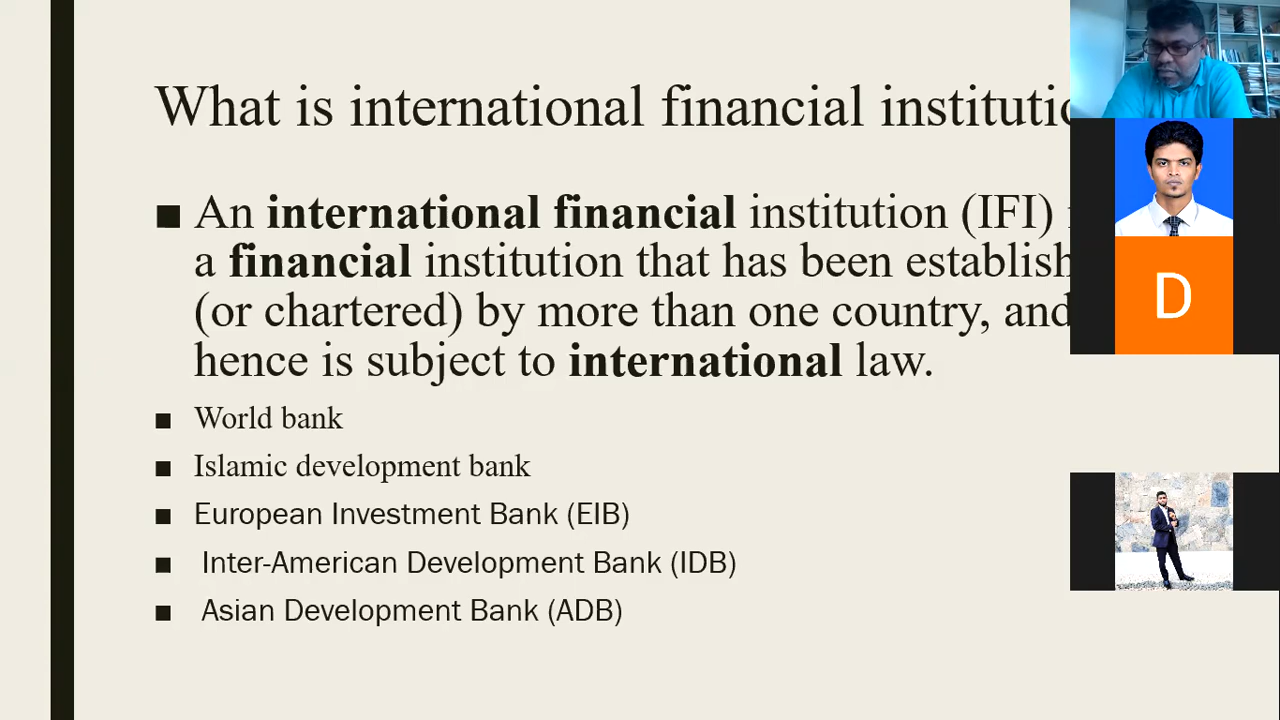 What is international financial institutio
■ An international financial institution (IFI)
a financial institution that has been establish
(or chartered) by more than one country, and
hence is subject to international law.
■ World bank
■ Islamic development bank
■ European Investment Bank (EIB)
■ Inter-American Development Bank (IDB)
■ Asian Development Bank (ADB)
D